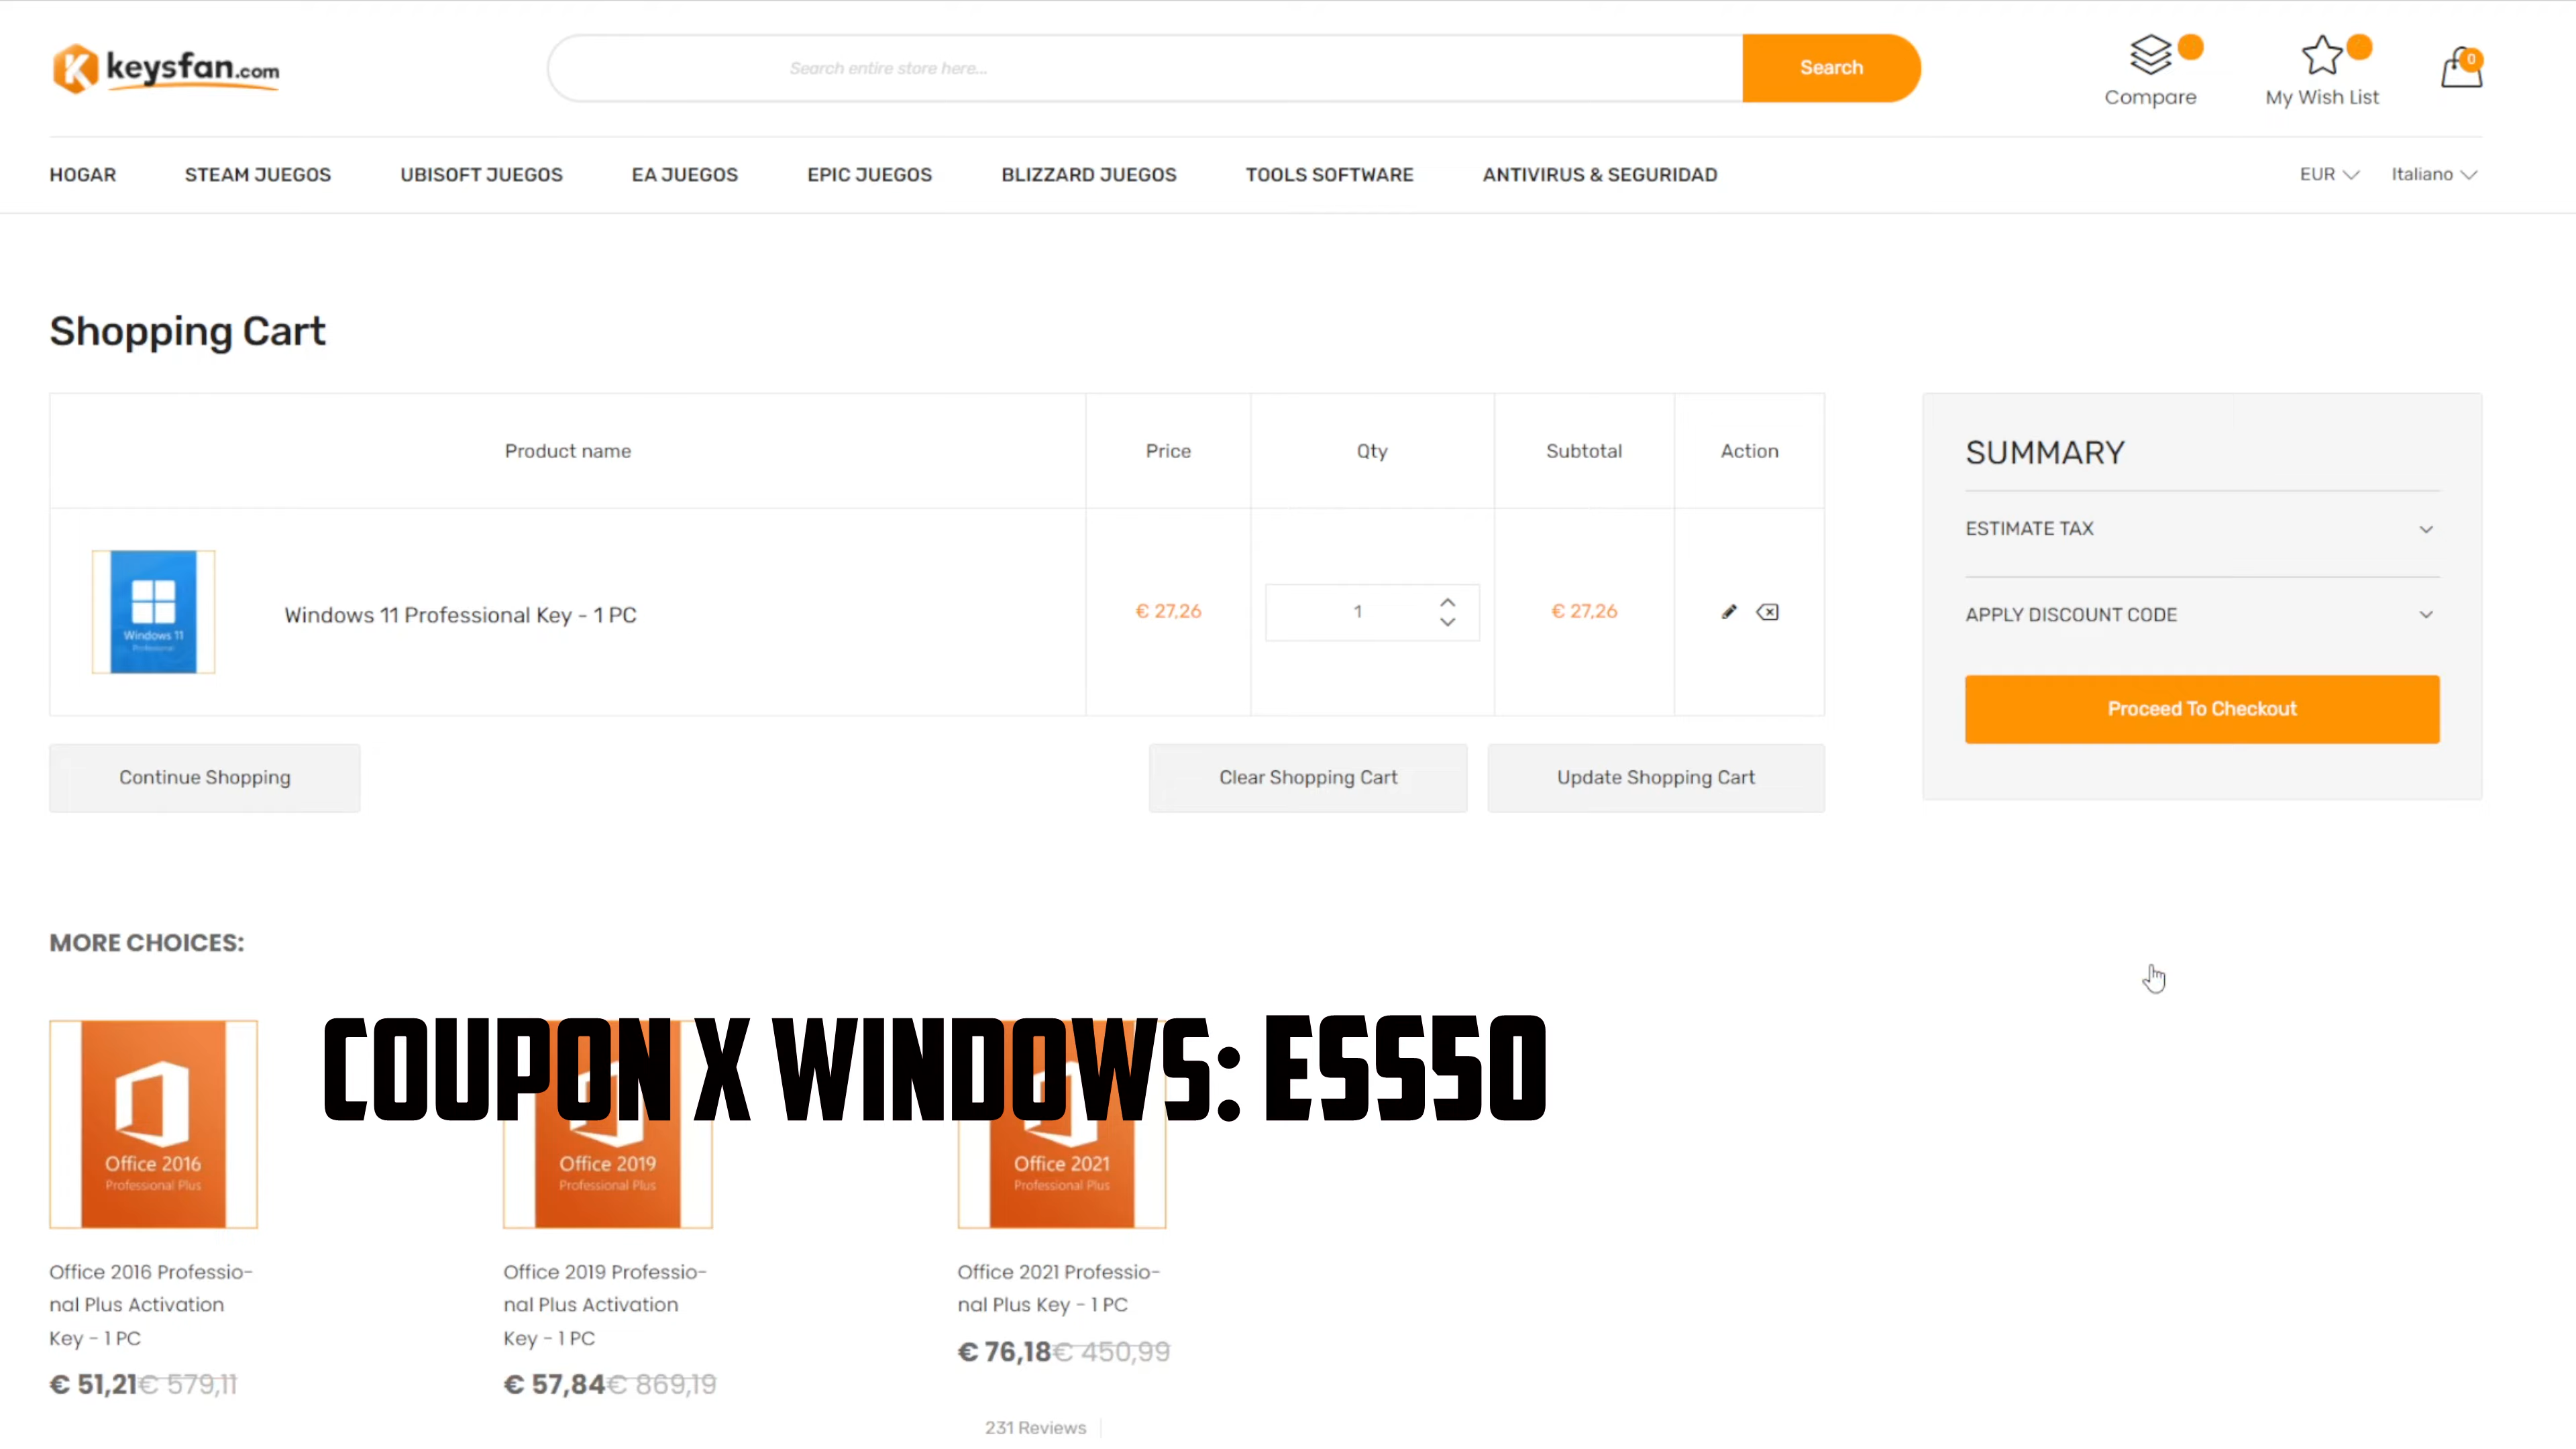 keysfan.com
Search entire store here...
Search
Compare
My Wish List
0
HOGAR
STEAM JUEGOS
UBISOFT JUEGOS
EA JUEGOS
EPIC JUEGOS
BLIZZARD JUEGOS
TOOLS SOFTWARE
ANTIVIRUS & SEGURIDAD
EUR
Italiano
Shopping Cart
Product name
Price
Qty
Subtotal
Action
Windows 11
Professional
Windows 11 Professional Key - 1 PC
€ 27,26
1
€ 27,26
SUMMARY
ESTIMATE TAX
APPLY DISCOUNT CODE
Proceed To Checkout
Continue Shopping
Clear Shopping Cart
Update Shopping Cart
MORE CHOICES:
COUPON X WINDOWS: ESS50
Office 2016
Professional Plus
Office 2019
Professional Plus
Office 2021
Professional Plus
Office 2016 Professio-
nal Plus Activation
Key - 1 PC
€ 51,21 € 579,11
Office 2019 Professio-
nal Plus Activation
Key - 1 PC
€ 57,84 € 869,19
Office 2021 Professio-
nal Plus Key - 1 PC
€ 76,18 € 450,99
231 Reviews